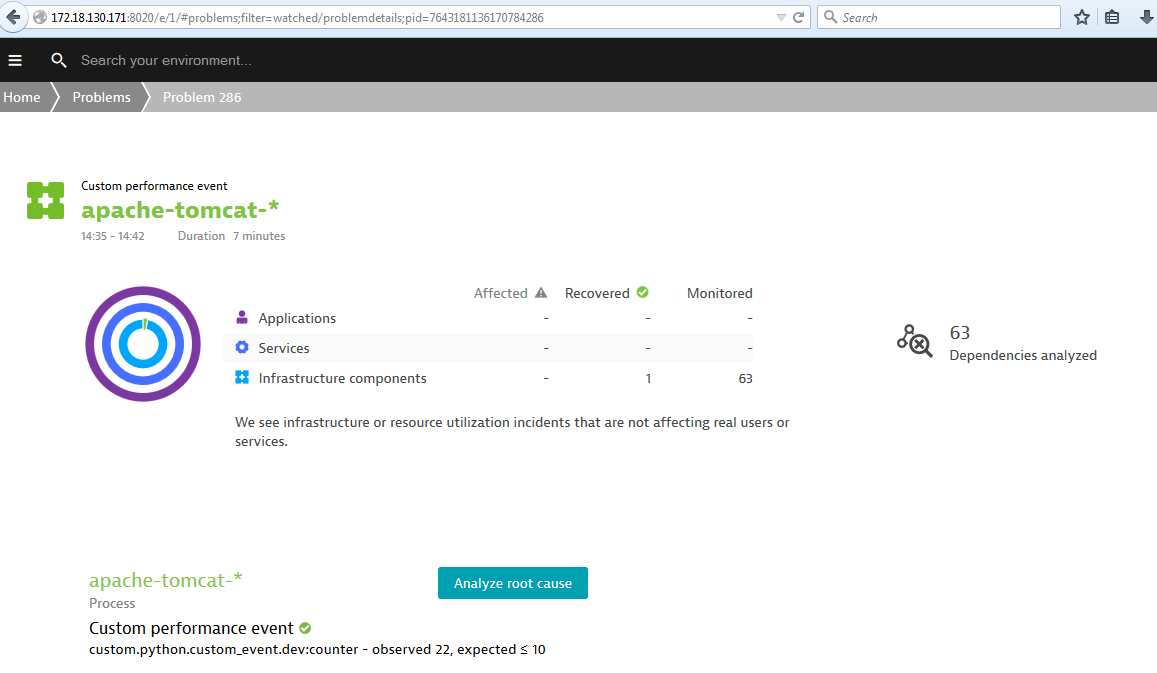 172.18.130.171:8020/e/1/#problems;filter=watched/problemdetails;pid=7643181136170784286
Search
Search your environment...
Home Problems Problem 286
Custom performance event
apache-tomcat-*
14:35 - 14:42 Duration 7 minutes
Affected Recovered Monitored
Applications - - -
Services - - -
Infrastructure components - 1 63
63
Dependencies analyzed
We see infrastructure or resource utilization incidents that are not affecting real users or
services.
apache-tomcat-*
Process
Analyze root cause
Custom performance event
custom.python.custom_event.dev:counter - observed 22, expected ≤ 10